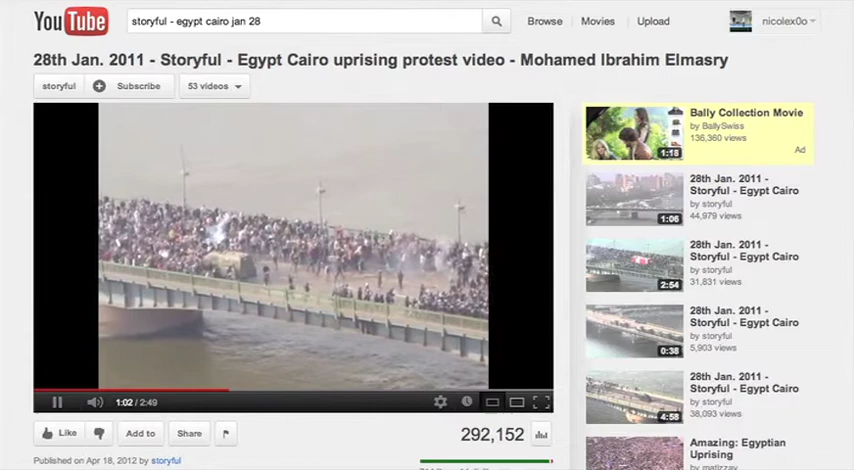 YouTube
storyful - egypt cairo jan 28
Browse
Movies
Upload
nicolex0o
28th Jan. 2011 - Storyful - Egypt Cairo uprising protest video - Mohamed Ibrahim Elmasry
storyful
Subscribe
53 videos
1:02 / 2:49
Like
Add to
Share
292,152
Published on Apr 18, 2012 by storyful
Bally Collection Movie
by BallySwiss
136,360 views
Ad
1:18
28th Jan. 2011 -
Storyful - Egypt Cairo
by storyful
44,979 views
1:06
28th Jan. 2011 -
Storyful - Egypt Cairo
by storyful
31,831 views
2:54
28th Jan. 2011 -
Storyful - Egypt Cairo
by storyful
5,903 views
0:38
28th Jan. 2011 -
Storyful - Egypt Cairo
by storyful
38,093 views
4:58
Amazing: Egyptian
Uprising
by matizzay